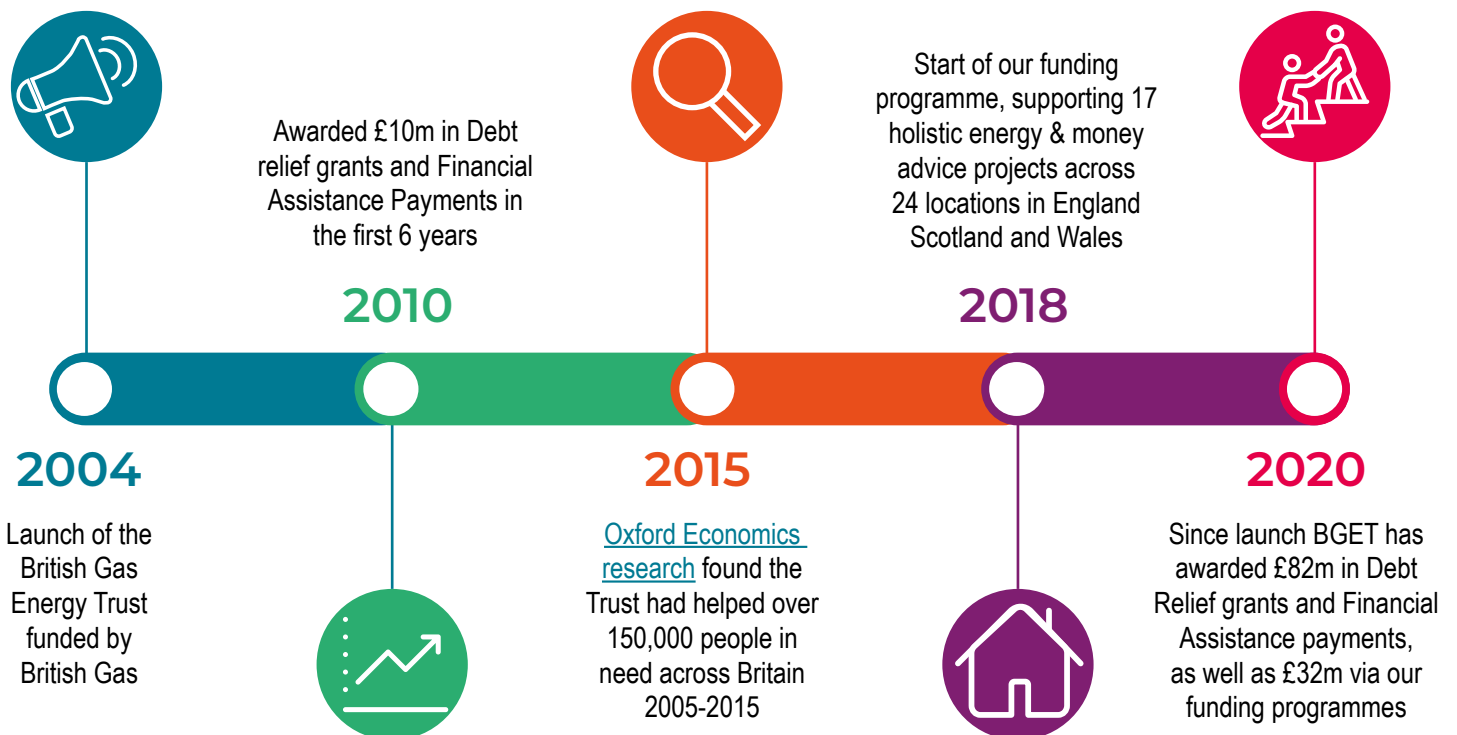 2004
Launch of the
British Gas
Energy Trust
funded by
British Gas
Awarded £10m in Debt
relief grants and Financial
Assistance Payments in
the first 6 years
2010
2015
Oxford Economics
research found the
Trust had helped over
150,000 people in
need across Britain
2005-2015
Start of our funding
programme, supporting 17
holistic energy & money
advice projects across
24 locations in England
Scotland and Wales
2018
2020
Since launch BGET has
awarded £82m in Debt
Relief grants and Financial
Assistance payments,
as well as £32m via our
funding programmes